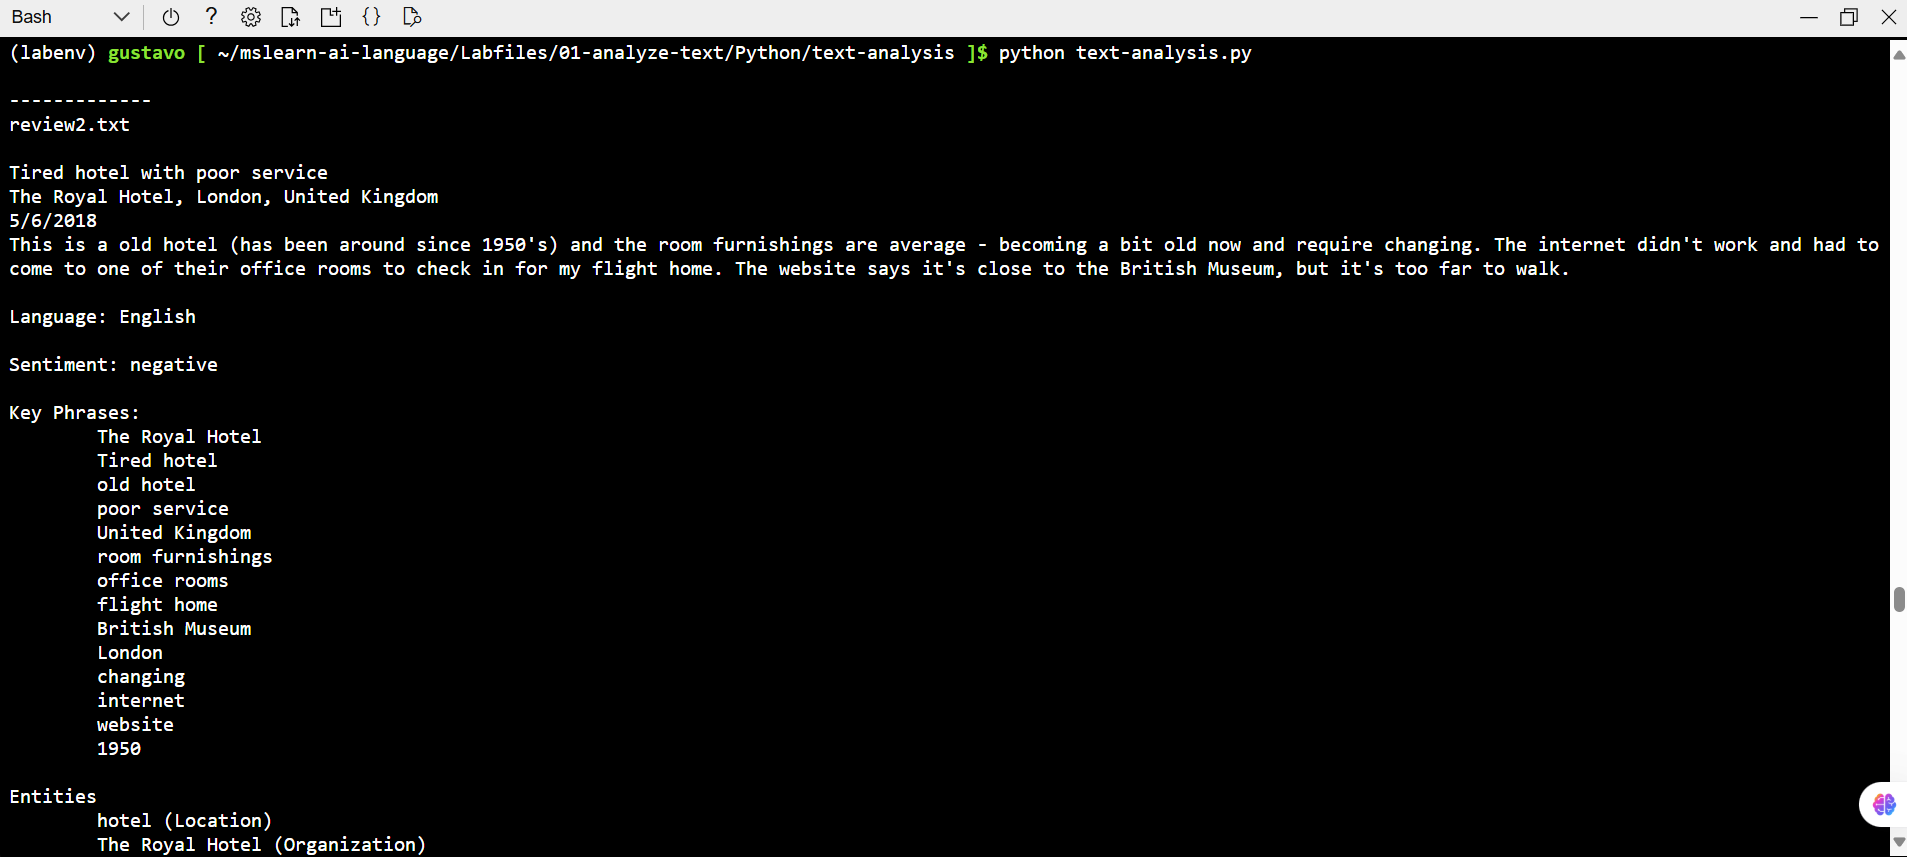 Bash
(labenv) gustavo [ ~/mslearn-ai-language/Labfiles/01-analyze-text/Python/text-analysis ]$ python text-analysis.py
-------------
review2.txt
Tired hotel with poor service
The Royal Hotel, London, United Kingdom
5/6/2018
This is a old hotel (has been around since 1950's) and the room furnishings are average - becoming a bit old now and require changing. The internet didn't work and had to
come to one of their office rooms to check in for my flight home. The website says it's close to the British Museum, but it's too far to walk.
Language: English
Sentiment: negative
Key Phrases:
The Royal Hotel
Tired hotel
old hotel
poor service
United Kingdom
room furnishings
office rooms
flight home
British Museum
London
changing
internet
website
1950
Entities
hotel (Location)
The Royal Hotel (Organization)